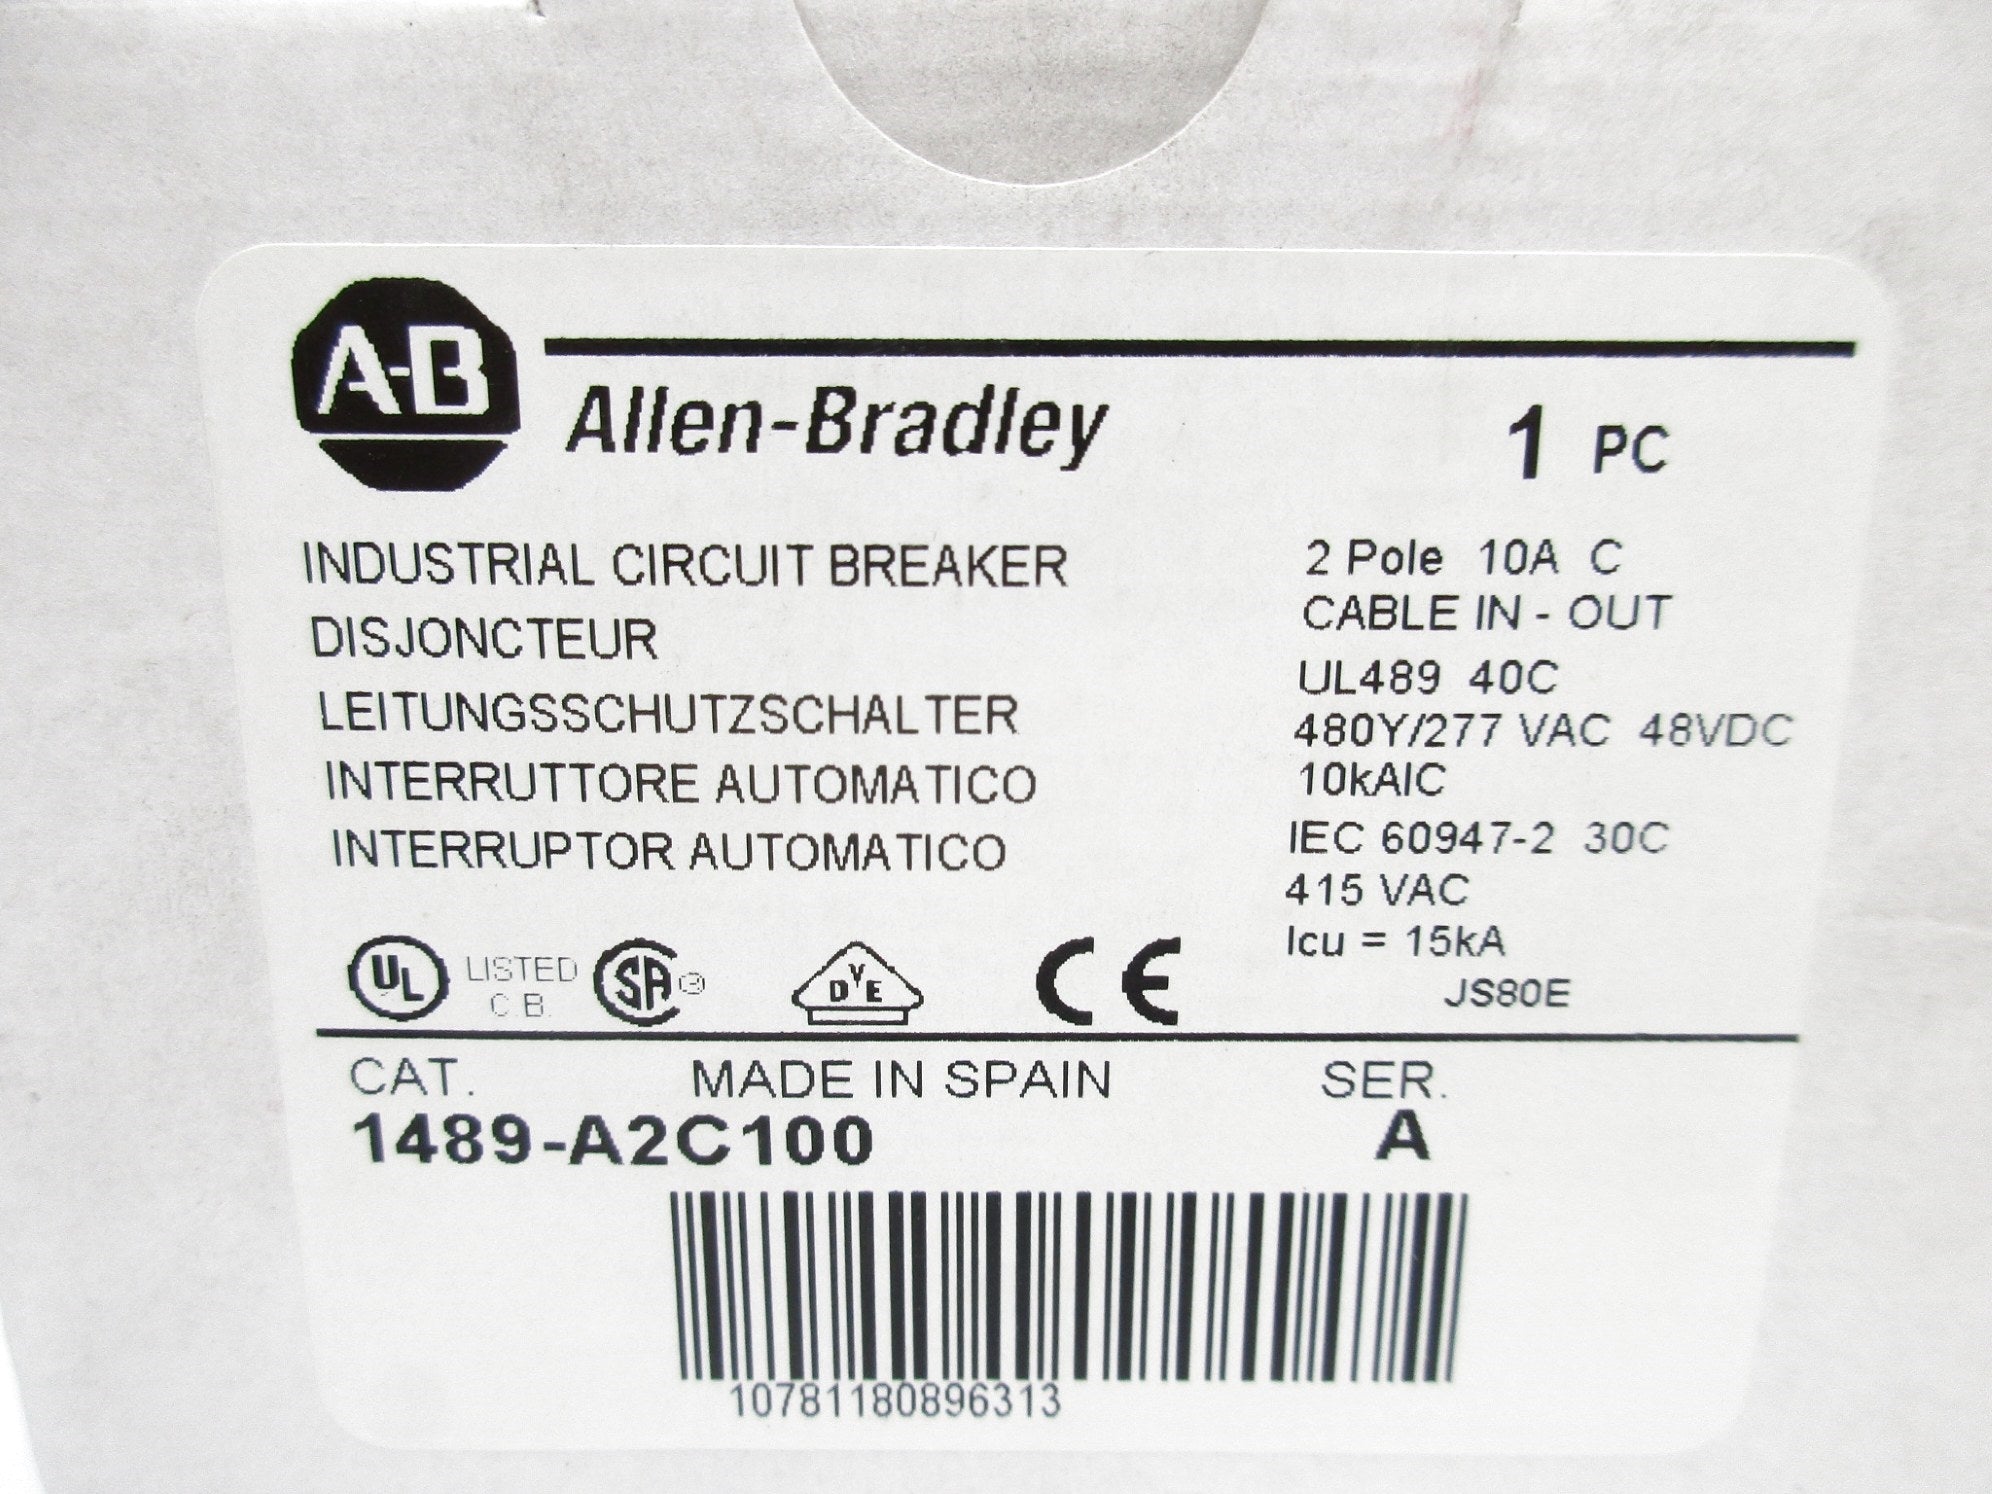 A-B
Allen-Bradley
1 PC
INDUSTRIAL CIRCUIT BREAKER
DISJONCTEUR
LEITUNGSSCHUTZSCHALTER
INTERRUTTORE AUTOMATICO
INTERRUPTOR AUTOMATICO
2 Pole 10A C
CABLE IN - OUT
UL489 40C
480Y/277 VAC 48VDC
10kAIC
IEC 60947-2 30C
415 VAC
Icu = 15kA
JS80E
UL LISTED
C.B.
SA ®
DVE
CE
CAT. MADE IN SPAIN SER.
1489-A2C100 A
10781180896313